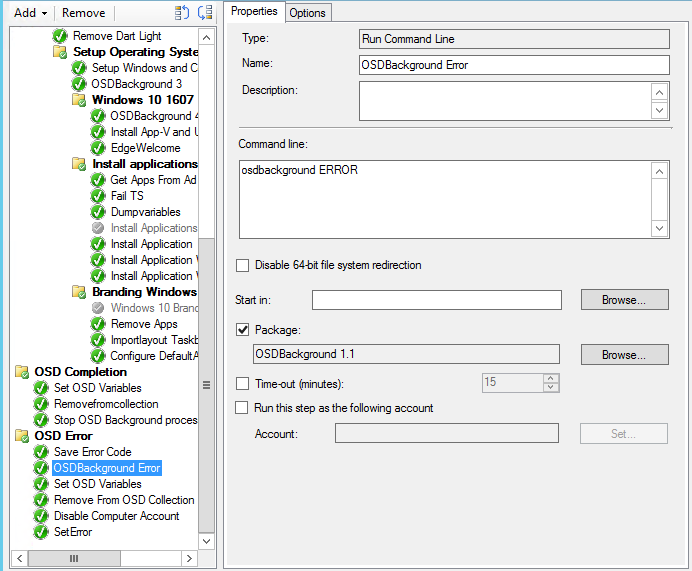 Add
Remove
Remove Dart Light
Setup Operating Syste
Setup Windows and C
OSDBackground 3
Windows 10 1607
OSDBackground 4
Install App-V and U
EdgeWelcome
Install applications
Get Apps From Ad
Fail TS
Dumpvariables
Install Applications
Install Application
Install Application W
Install Application W
Branding Windows
Windows 10 Bran
Remove Apps
Importlayout Taskb
Configure DefaultA
OSD Completion
Set OSD Variables
Removefromcollection
Stop OSD Background proces
OSD Error
Save Error Code
OSDBackground Error
Set OSD Variables
Remove From OSD Collection
Disable Computer Account
SetError
Properties
Options
Type:
Run Command Line
Name:
OSDBackground Error
Description:
Command line:
osdbackground ERROR
Disable 64-bit file system redirection
Start in:
Browse...
Package:
OSDBackground 1.1
Browse...
Time-out (minutes):
15
Run this step as the following account
Account:
Set...